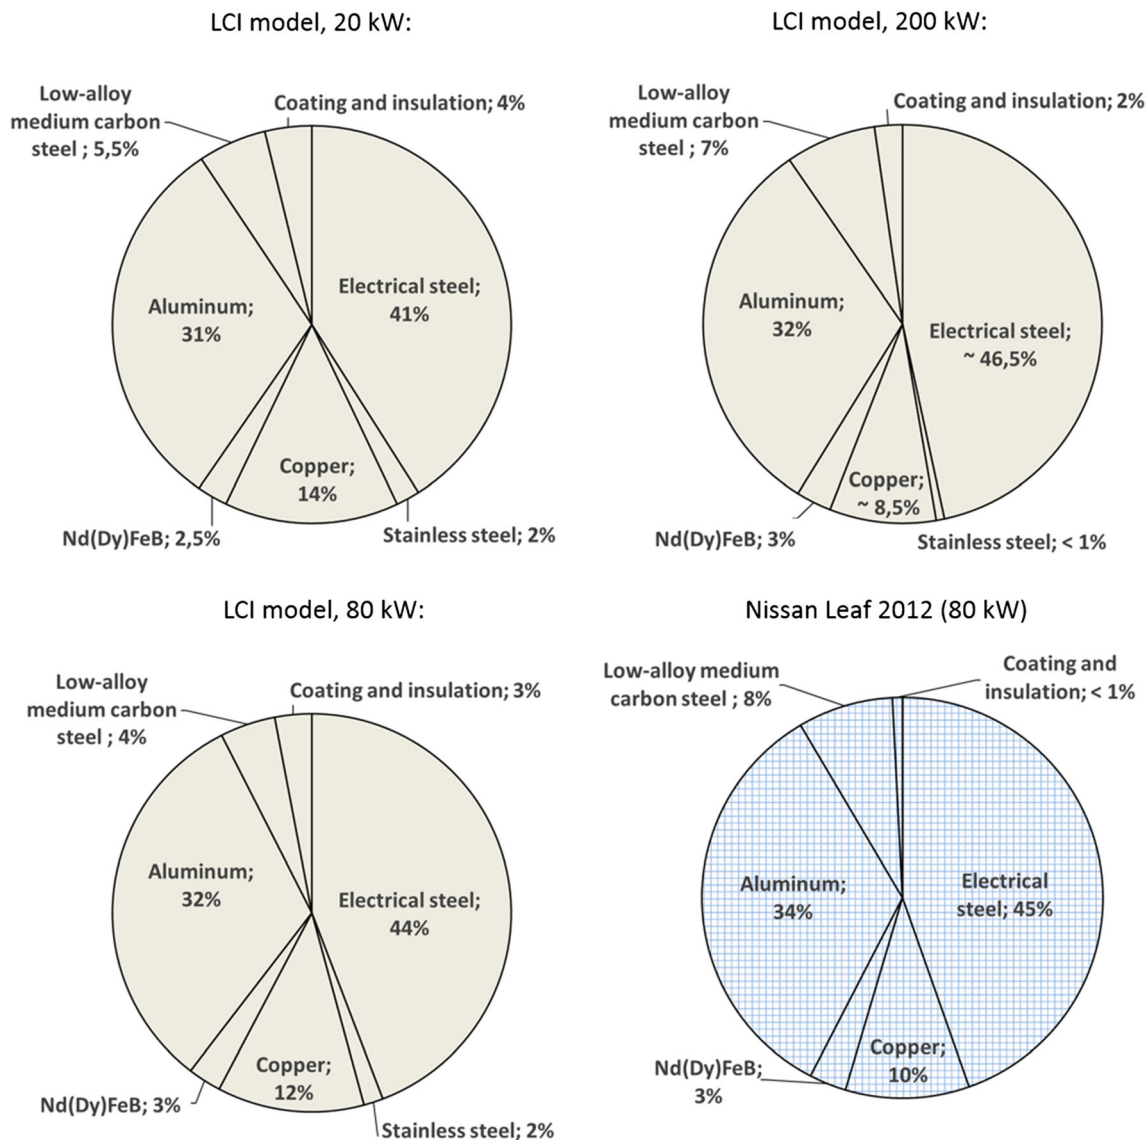 LCI model, 20 kW:
Low-alloy
medium carbon
steel ; 5,5%
Coating and insulation; 4%
Electrical steel;
41%
Aluminum;
31%
Copper;
14%
Nd(Dy)FeB; 2,5%
Stainless steel; 2%
LCI model, 200 kW:
Low-alloy
medium carbon
steel ; 7%
Coating and insulation; 2%
Aluminum;
32%
Electrical steel;
~ 46,5%
Copper;
~ 8,5%
Nd(Dy)FeB; 3%
Stainless steel; < 1%
LCI model, 80 kW:
Low-alloy
medium carbon
steel ; 4%
Coating and insulation; 3%
Aluminum;
32%
Electrical steel;
44%
Copper;
12%
Nd(Dy)FeB; 3%
Stainless steel; 2%
Nissan Leaf 2012 (80 kW)
Low-alloy medium
carbon steel ; 8%
Coating and
insulation; < 1%
Aluminum;
34%
Electrical
steel; 45%
Copper;
10%
Nd(Dy)FeB;
3%